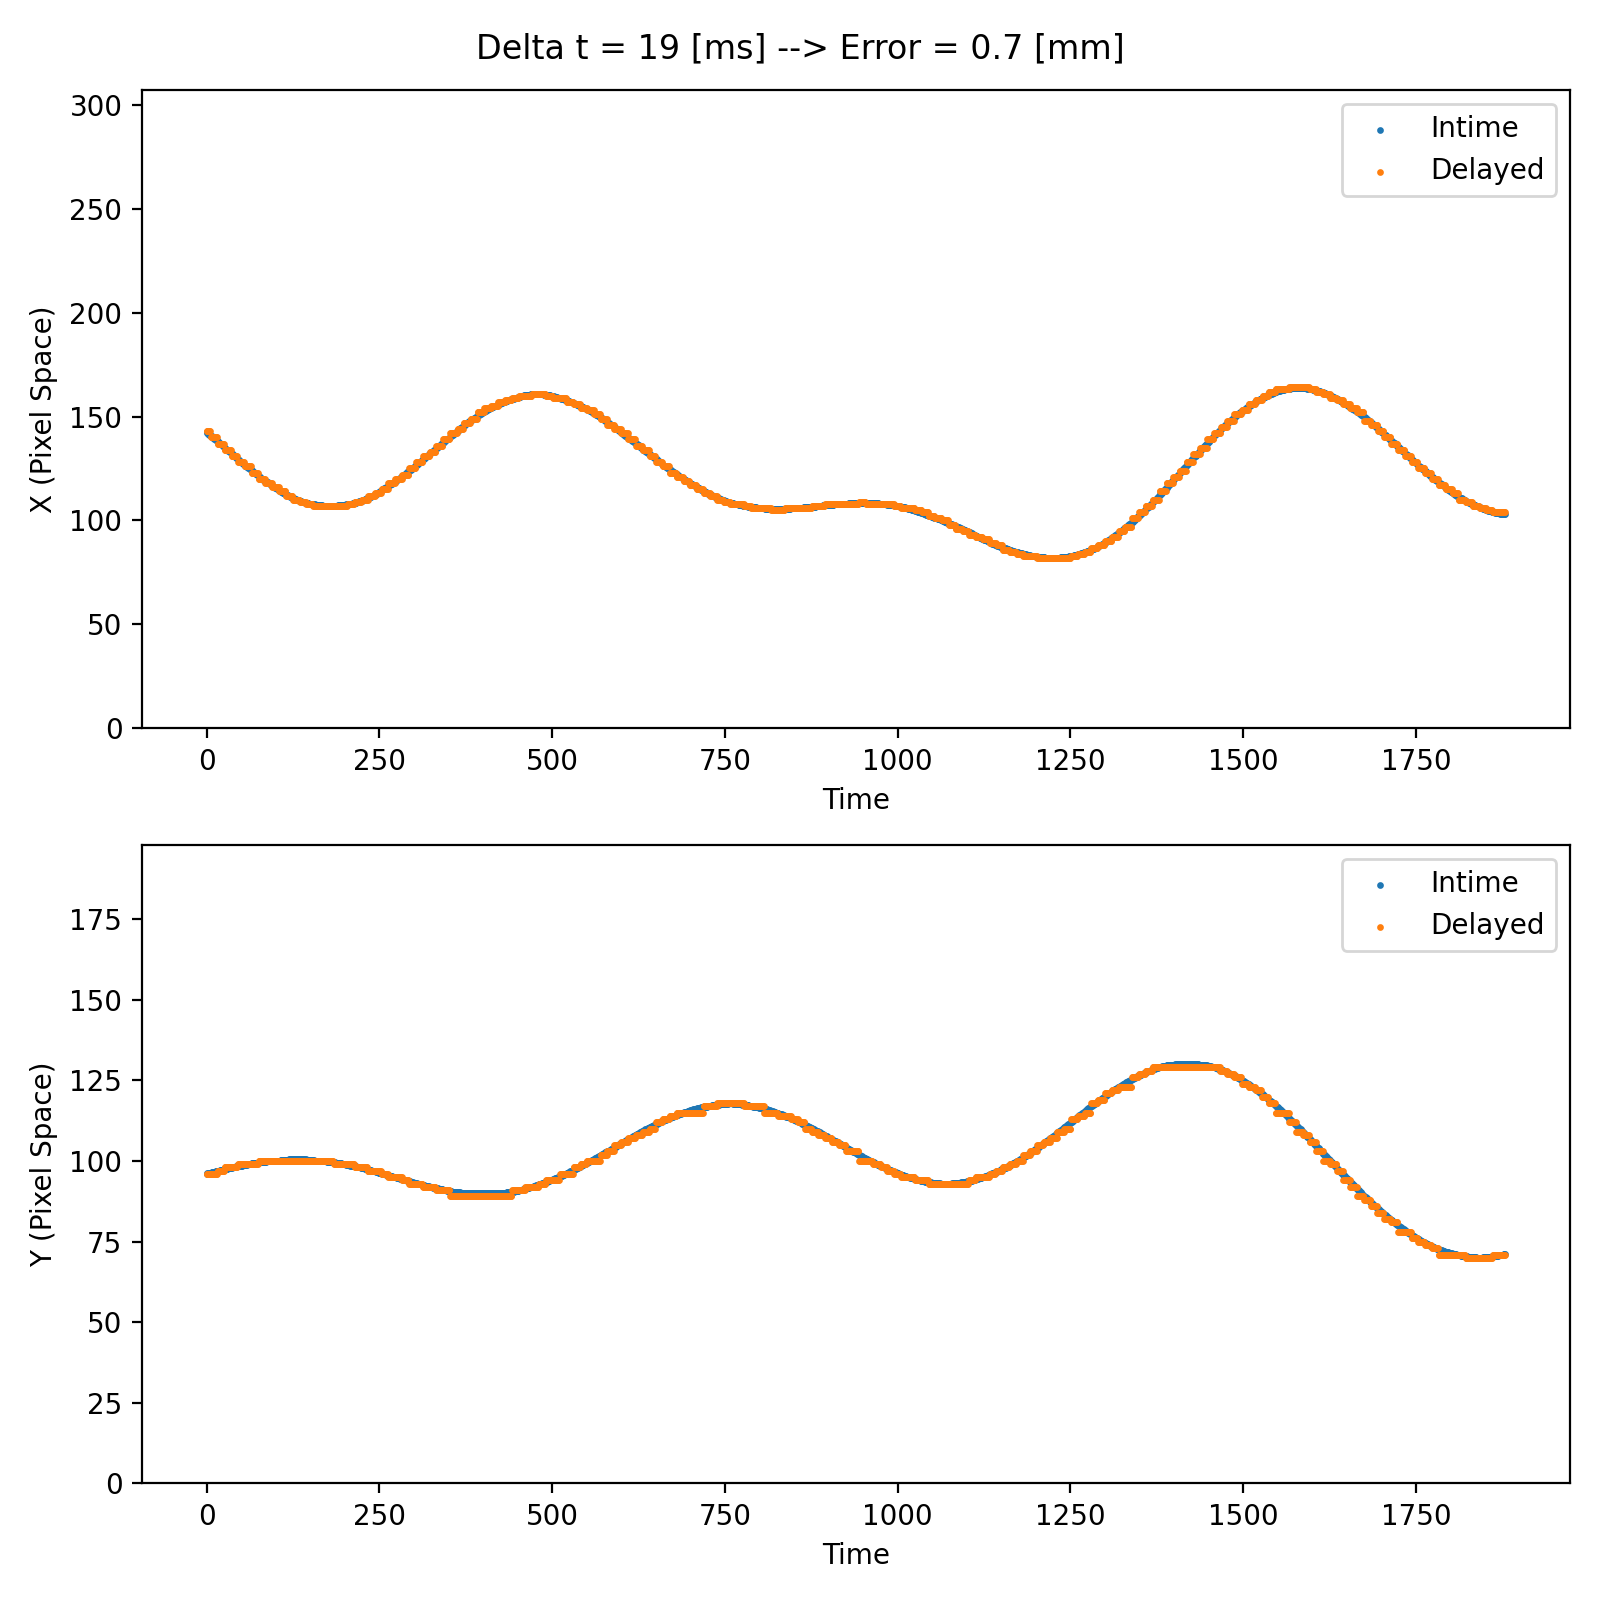 Delta t = 19 [ms] --> Error = 0.7 [mm]
300
250
200
150
100
50
0
X (Pixel Space)
Intime
Delayed
0 250 500 750 1000 1250 1500 1750
Time
175
150
125
100
75
50
25
0
Y (Pixel Space)
Intime
Delayed
0 250 500 750 1000 1250 1500 1750
Time